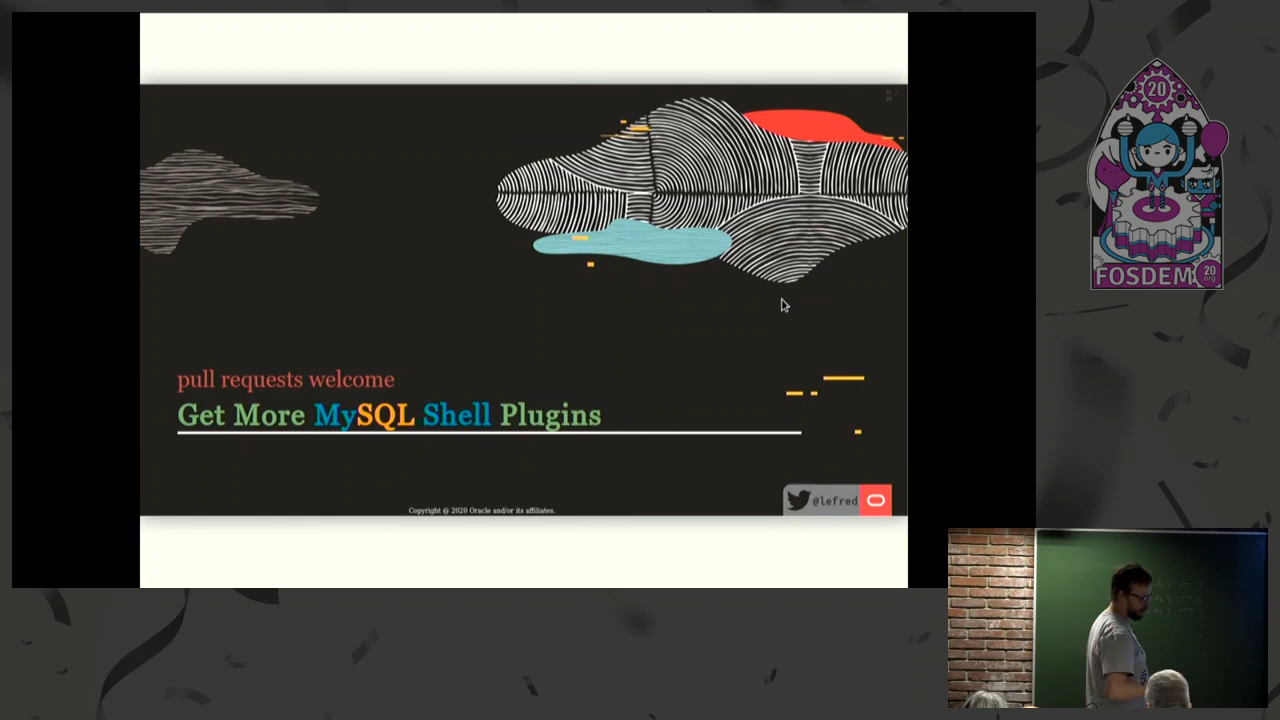 pull requests welcome
Get More MySQL Shell Plugins
@lefred
Copyright @ 2020 Oracle and/or its affiliates.
20
FOSDEM
20
org